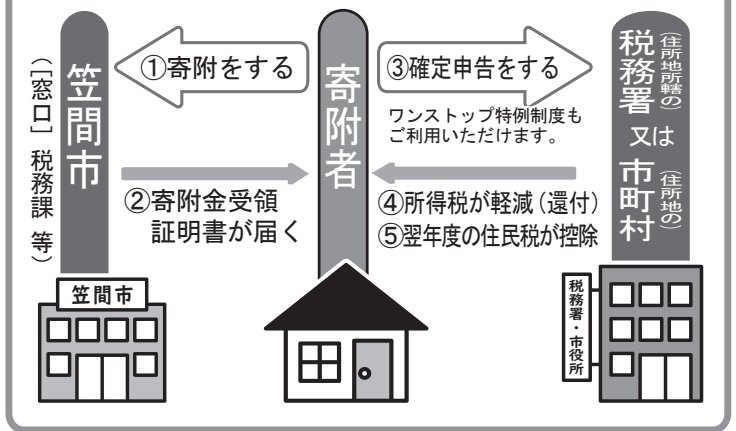 笠間市
（［窓口］税務課 等）
①寄附をする
②寄附金受領
証明書が届く
寄附者
③確定申告をする
ワンストップ特例制度も
ご利用いただけます。
④所得税が軽減（還付）
⑤翌年度の住民税が控除
（住所地所轄の）
税務署
又は
（住所地の）
市町村
笠間市
税務署・市役所